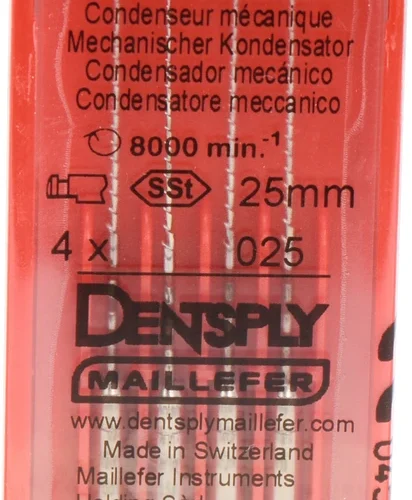 Condenseur mécanique
Mechanischer Kondensator
Condensador mecánico
Condensatore meccanico
8000 min.⁻¹
SSt 25mm
4 x 025
DENTSPLY
MAILLEFER
www.dentsplymaillefer.com
Made in Switzerland
Maillefer Instruments